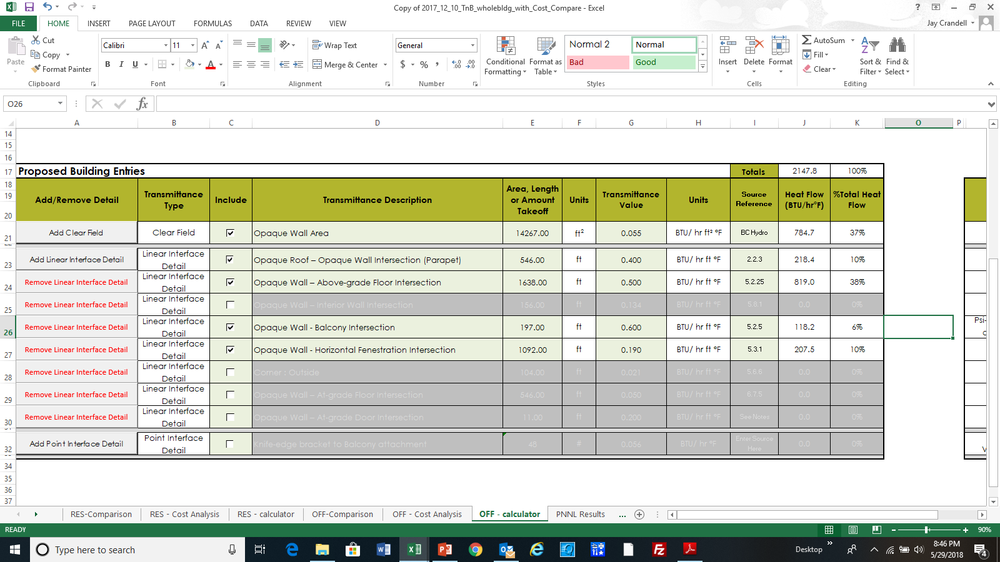 Copy of 2017_12_10_TnB_wholebldg_with_Cost_Compare - Excel
FILE HOME INSERT PAGE LAYOUT FORMULAS DATA REVIEW VIEW Jay Crandell
Paste
Cut
Copy
Format Painter
Clipboard
Calibri 11
B I U
Font
Wrap Text
Merge & Center
Alignment
General
$ % ,
Number
Conditional Formatting
Format as Table
Normal 2 Normal
Bad Good
Styles
Insert Delete Format
Cells
AutoSum
Fill
Clear
Sort & Filter
Find & Select
Editing
O26 fx
A B C D E F G H I J K O P
14
15
16
17 Proposed Building Entries Totals 2147.8 100%
18
19
20
Add/Remove Detail Transmittance Type Include Transmittance Description Area, Length or Amount Takeoff Units Transmittance Value Units Source Reference Heat Flow (BTU/hr°F) %Total Heat Flow
21 Add Clear Field Clear Field Opaque Wall Area 14267.00 ft² 0.055 BTU/ hr ft² °F BC Hydro 784.7 37%
23 Add Linear Interface Detail Linear Interface Detail Opaque Roof – Opaque Wall Intersection (Parapet) 546.00 ft 0.400 BTU/ hr ft °F 2.2.3 218.4 10%
24 Remove Linear Interface Detail Linear Interface Detail Opaque Wall – Above-grade Floor Intersection 1638.00 ft 0.500 BTU/ hr ft °F 5.2.25 819.0 38%
25 Remove Linear Interface Detail Linear Interface Detail Opaque Wall – Interior Wall Intersection 156.00 ft 0.134 BTU/ hr ft °F 5.8.1 0.0 0%
26 Remove Linear Interface Detail Linear Interface Detail Opaque Wall - Balcony Intersection 197.00 ft 0.600 BTU/ hr ft °F 5.2.5 118.2 6% Psi-
27 Remove Linear Interface Detail Linear Interface Detail Opaque Wall - Horizontal Fenestration Intersection 1092.00 ft 0.190 BTU/ hr ft °F 5.3.1 207.5 10%
28 Remove Linear Interface Detail Linear Interface Detail Corner : Outside 104.00 ft 0.021 BTU/ hr ft °F 5.6.6 0.0 0%
29 Remove Linear Interface Detail Linear Interface Detail Opaque Wall – At-grade Floor Intersection 546.00 ft 0.050 BTU/ hr ft °F 6.7.5 0.0 0%
30 Remove Linear Interface Detail Linear Interface Detail Opaque Wall – At-grade Door Intersection 11.00 ft 0.200 BTU/ hr ft °F See Notes 0.0 0%
32 Add Point Interface Detail Point Interface Detail Knife-edge bracket to Balcony attachment 48 # 0.056 BTU/ hr °F Enter Source Here 0.0 0%
34
35
36
37
RES-Comparison RES - Cost Analysis RES - calculator OFF-Comparison OFF - Cost Analysis OFF - calculator PNNL Results ...
READY 90%
Type here to search Desktop 8:46 PM
5/29/2018
4